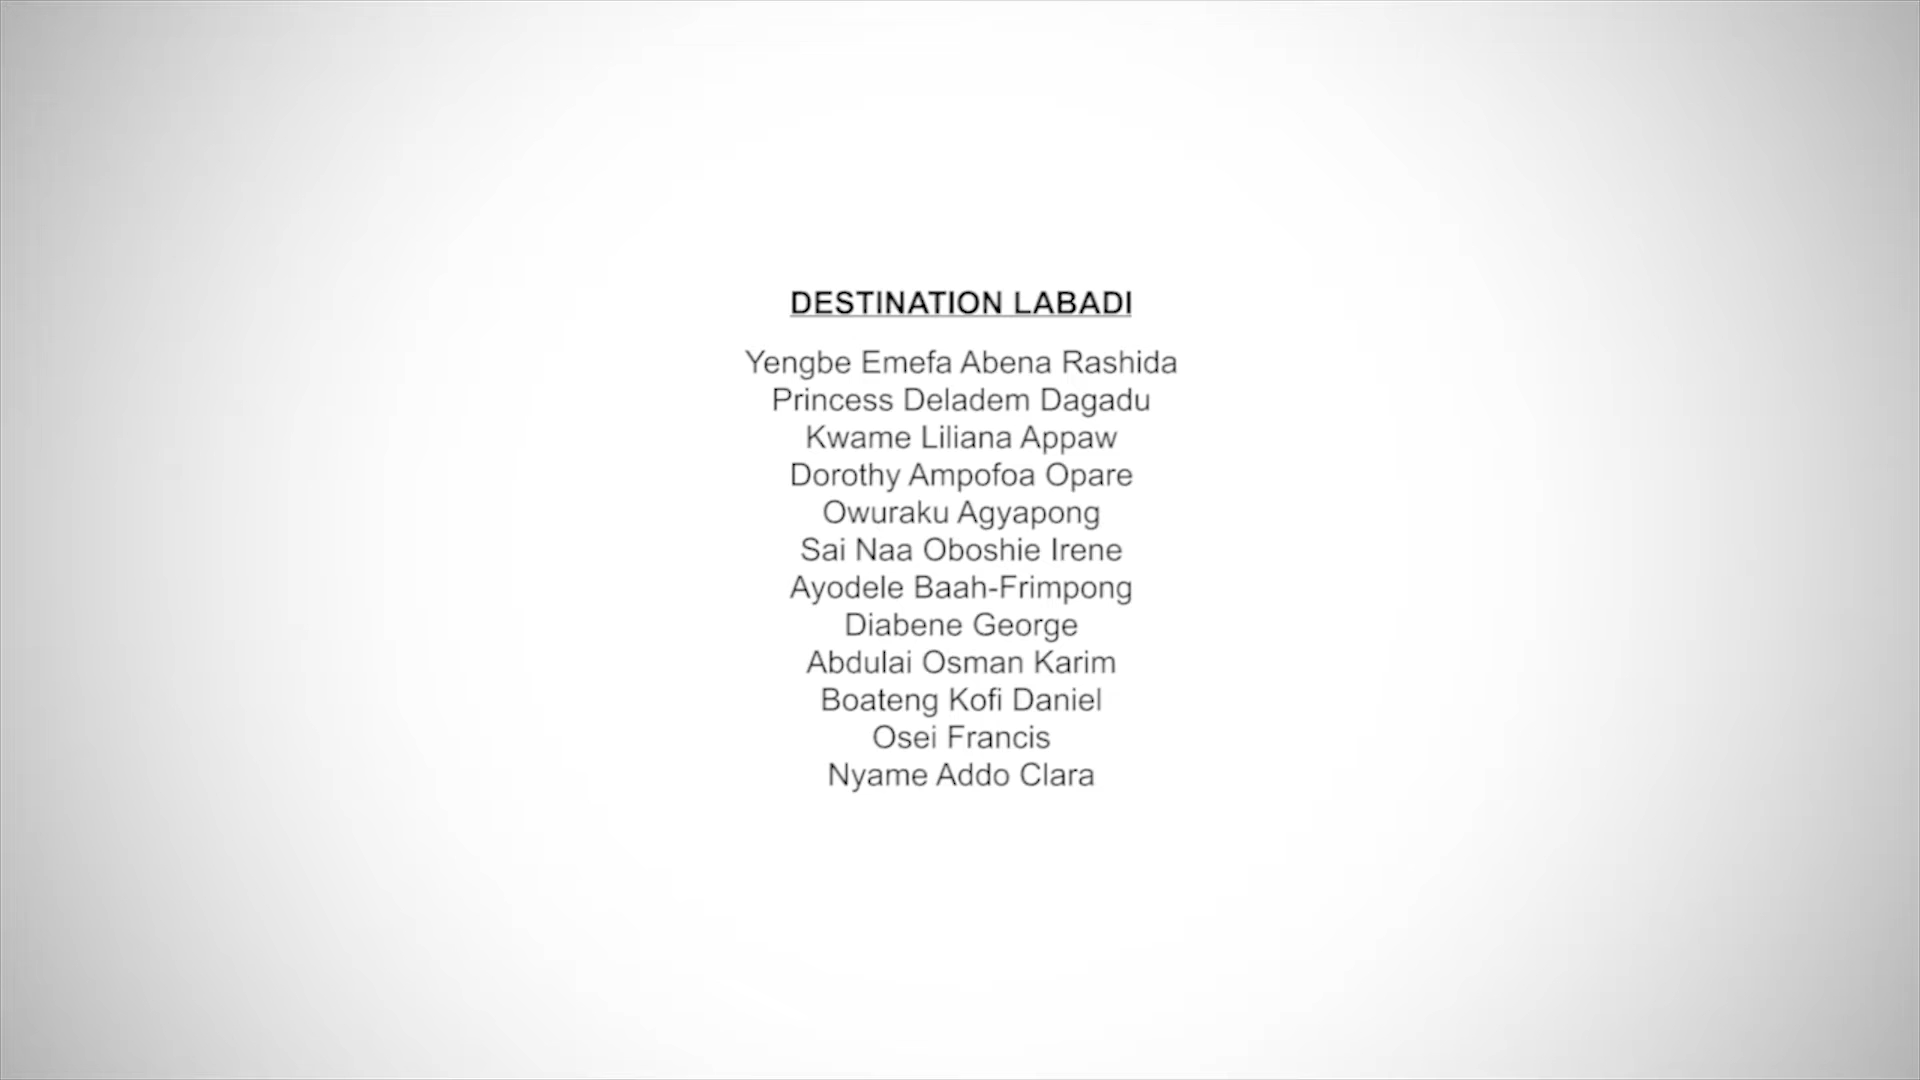 DESTINATION LABADI
Yengbe Emefa Abena Rashida
Princess Deladem Dagadu
Kwame Liliana Appaw
Dorothy Ampofoa Opare
Owuraku Agyapong
Sai Naa Oboshie Irene
Ayodele Baah-Frimpong
Diabene George
Abdulai Osman Karim
Boateng Kofi Daniel
Osei Francis
Nyame Addo Clara